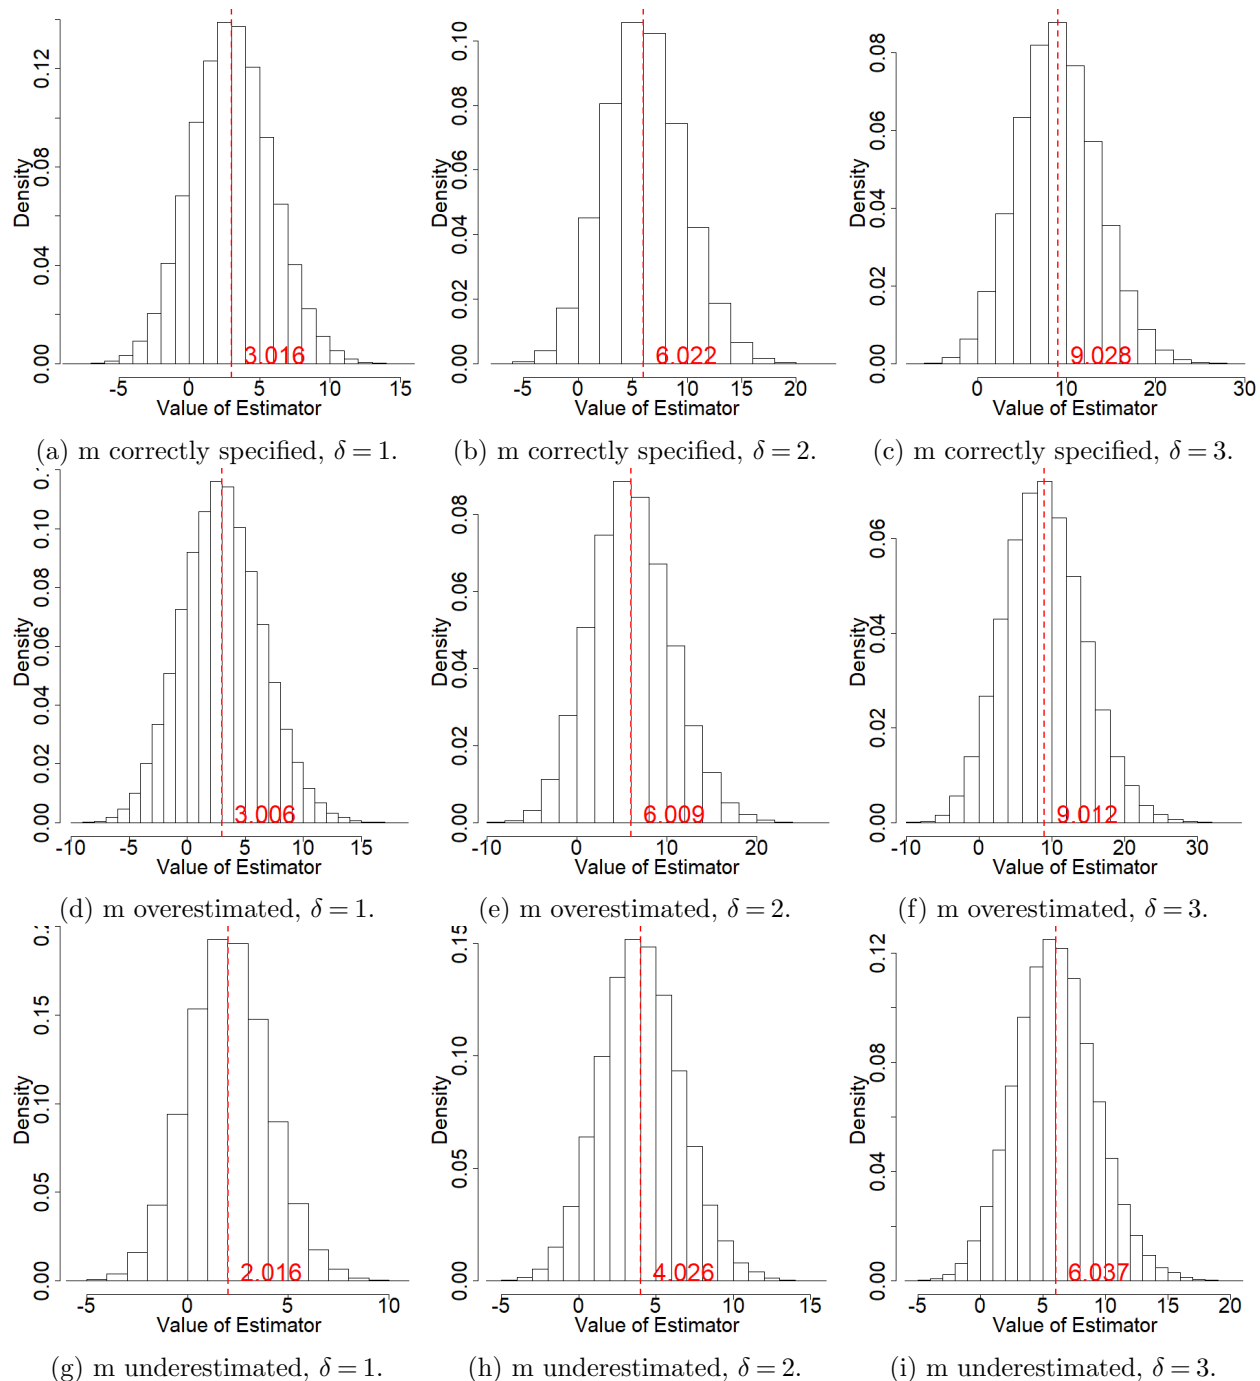 0.00 0.04 0.08 0.12
Density
3.016
-5 0 5 10 15
Value of Estimator
(a) m correctly specified, δ = 1.
0.00 0.02 0.04 0.06 0.08 0.10
Density
6.022
-5 0 5 10 15 20
Value of Estimator
(b) m correctly specified, δ = 2.
0.00 0.02 0.04 0.06 0.08
Density
9.028
0 10 20 30
Value of Estimator
(c) m correctly specified, δ = 3.
0.00 0.02 0.04 0.06 0.08 0.10
Density
3.006
-10 -5 0 5 10 15
Value of Estimator
(d) m overestimated, δ = 1.
0.00 0.02 0.04 0.06 0.08
Density
6.009
-10 0 10 20
Value of Estimator
(e) m overestimated, δ = 2.
0.00 0.02 0.04 0.06
Density
9.012
-10 0 10 20 30
Value of Estimator
(f) m overestimated, δ = 3.
0.00 0.05 0.10 0.15
Density
2.016
-5 0 5 10
Value of Estimator
(g) m underestimated, δ = 1.
0.00 0.05 0.10 0.15
Density
4.026
-5 0 5 10 15
Value of Estimator
(h) m underestimated, δ = 2.
0.00 0.04 0.08 0.12
Density
6.037
-5 0 5 10 15 20
Value of Estimator
(i) m underestimated, δ = 3.